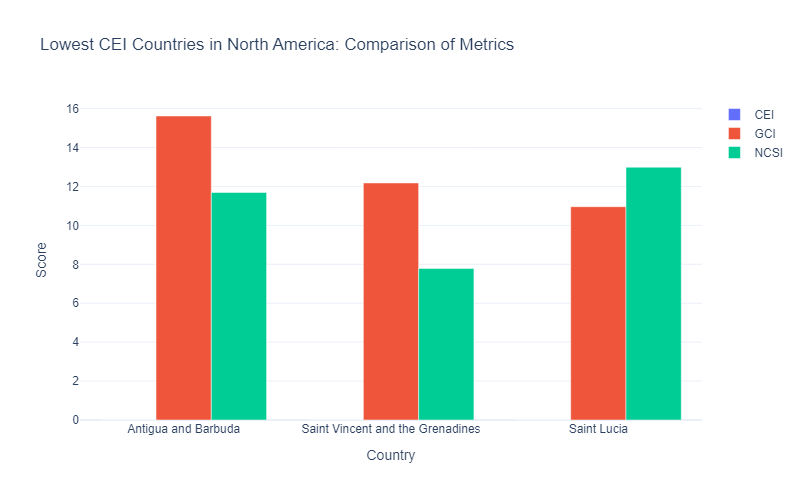 Lowest CEI Countries in North America: Comparison of Metrics
CEI
GCI
NCSI
16
14
12
10
8
6
4
2
0
Score
Antigua and Barbuda
Saint Vincent and the Grenadines
Saint Lucia
Country